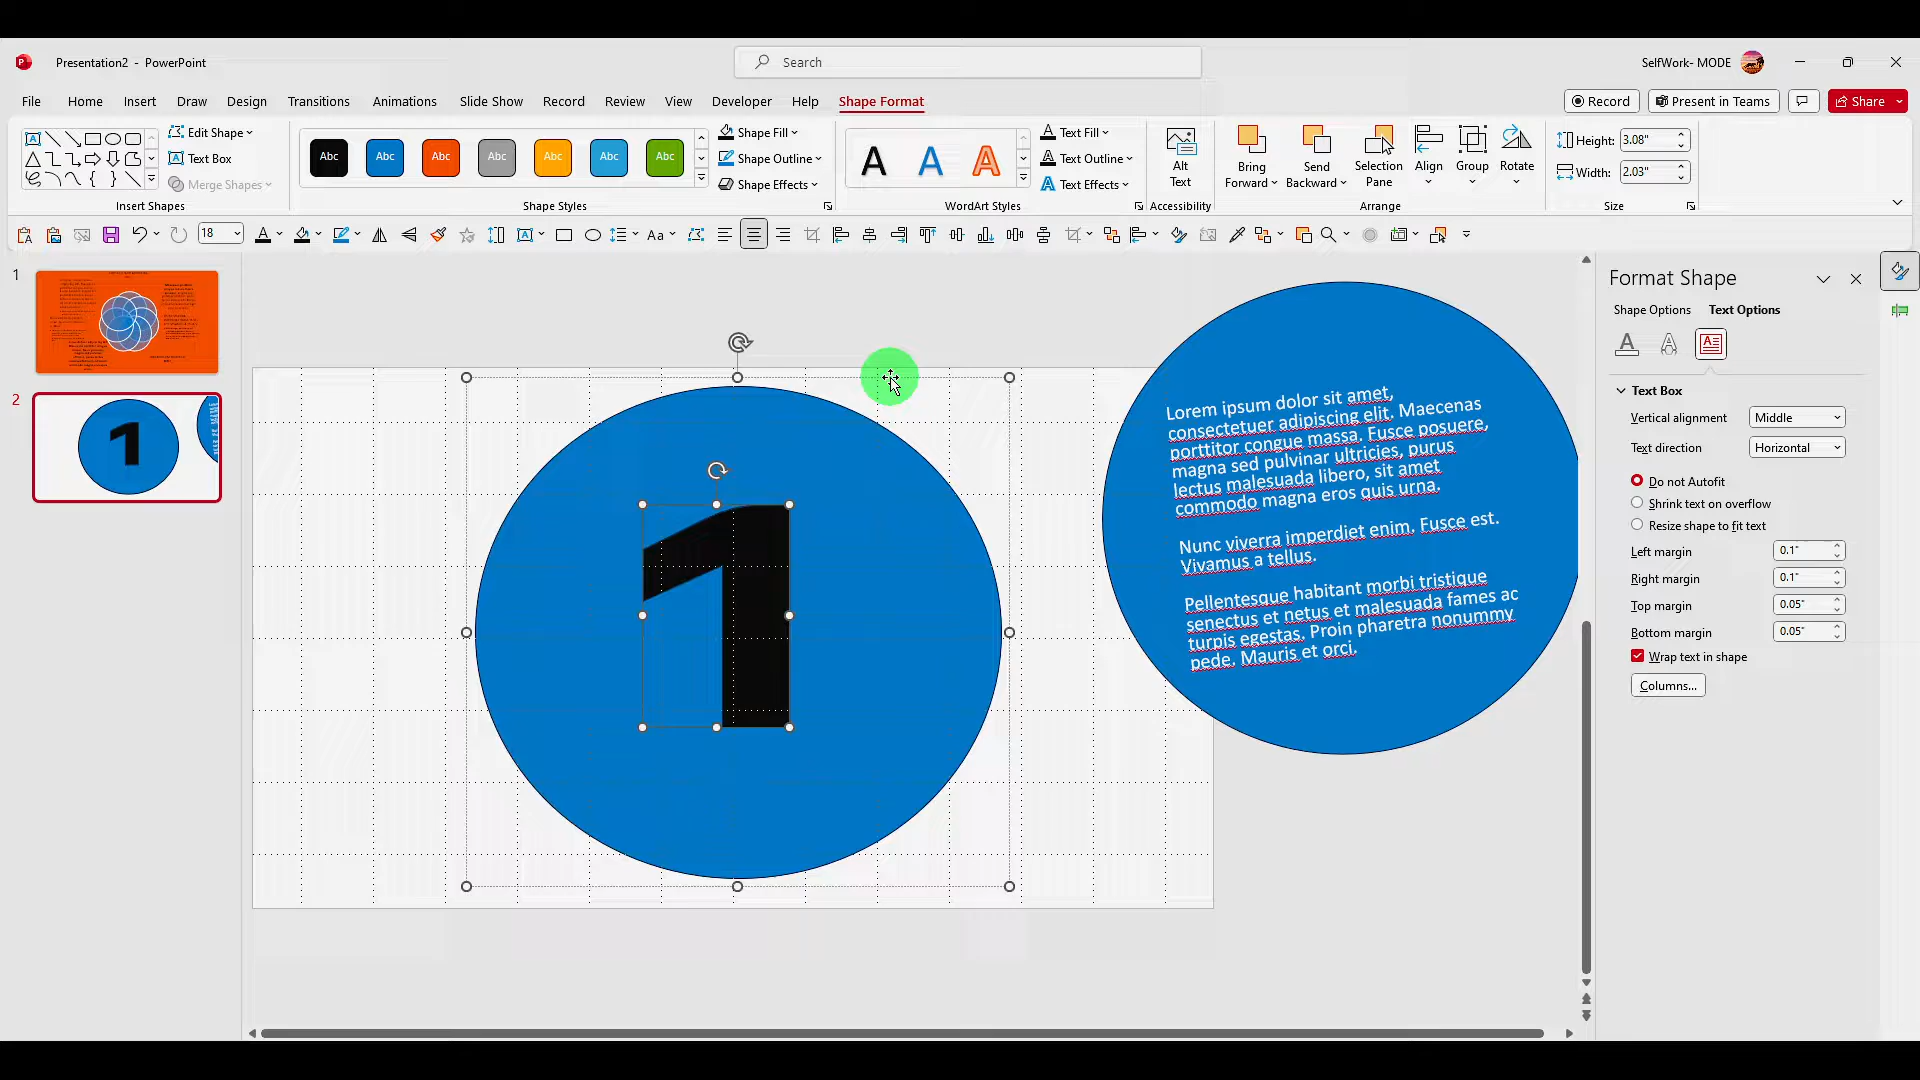 Presentation2 - PowerPoint
Search
SelfWork- MODE
File Home Insert Draw Design Transitions Animations Slide Show Record Review View Developer Help Shape Format
Record Present in Teams Share
Edit Shape
Text Box
Merge Shapes
Insert Shapes
Abc Abc Abc Abc Abc Abc Abc
Shape Fill
Shape Outline
Shape Effects
Shape Styles
A A A
Text Fill
Text Outline
Text Effects
WordArt Styles
Alt
Text
Accessibility
Bring
Forward
Send
Backward
Selection
Pane
Align
Group
Rotate
Arrange
Height: 3.08"
Width: 2.03"
Size
18
Aa
1
2
1
1
Lorem ipsum dolor sit amet,
consectetuer adipiscing elit. Maecenas
porttitor congue massa. Fusce posuere,
magna sed pulvinar ultricies, purus
lectus malesuada libero, sit amet
commodo magna eros quis urna.
Nunc viverra imperdiet enim. Fusce est.
Vivamus a tellus.
Pellentesque habitant morbi tristique
senectus et netus et malesuada fames ac
turpis egestas. Proin pharetra nonummy
pede. Mauris et orci.
Format Shape
Shape Options Text Options
Text Box
Vertical alignment Middle
Text direction Horizontal
Do not Autofit
Shrink text on overflow
Resize shape to fit text
Left margin 0.1"
Right margin 0.1"
Top margin 0.05"
Bottom margin 0.05"
Wrap text in shape
Columns...